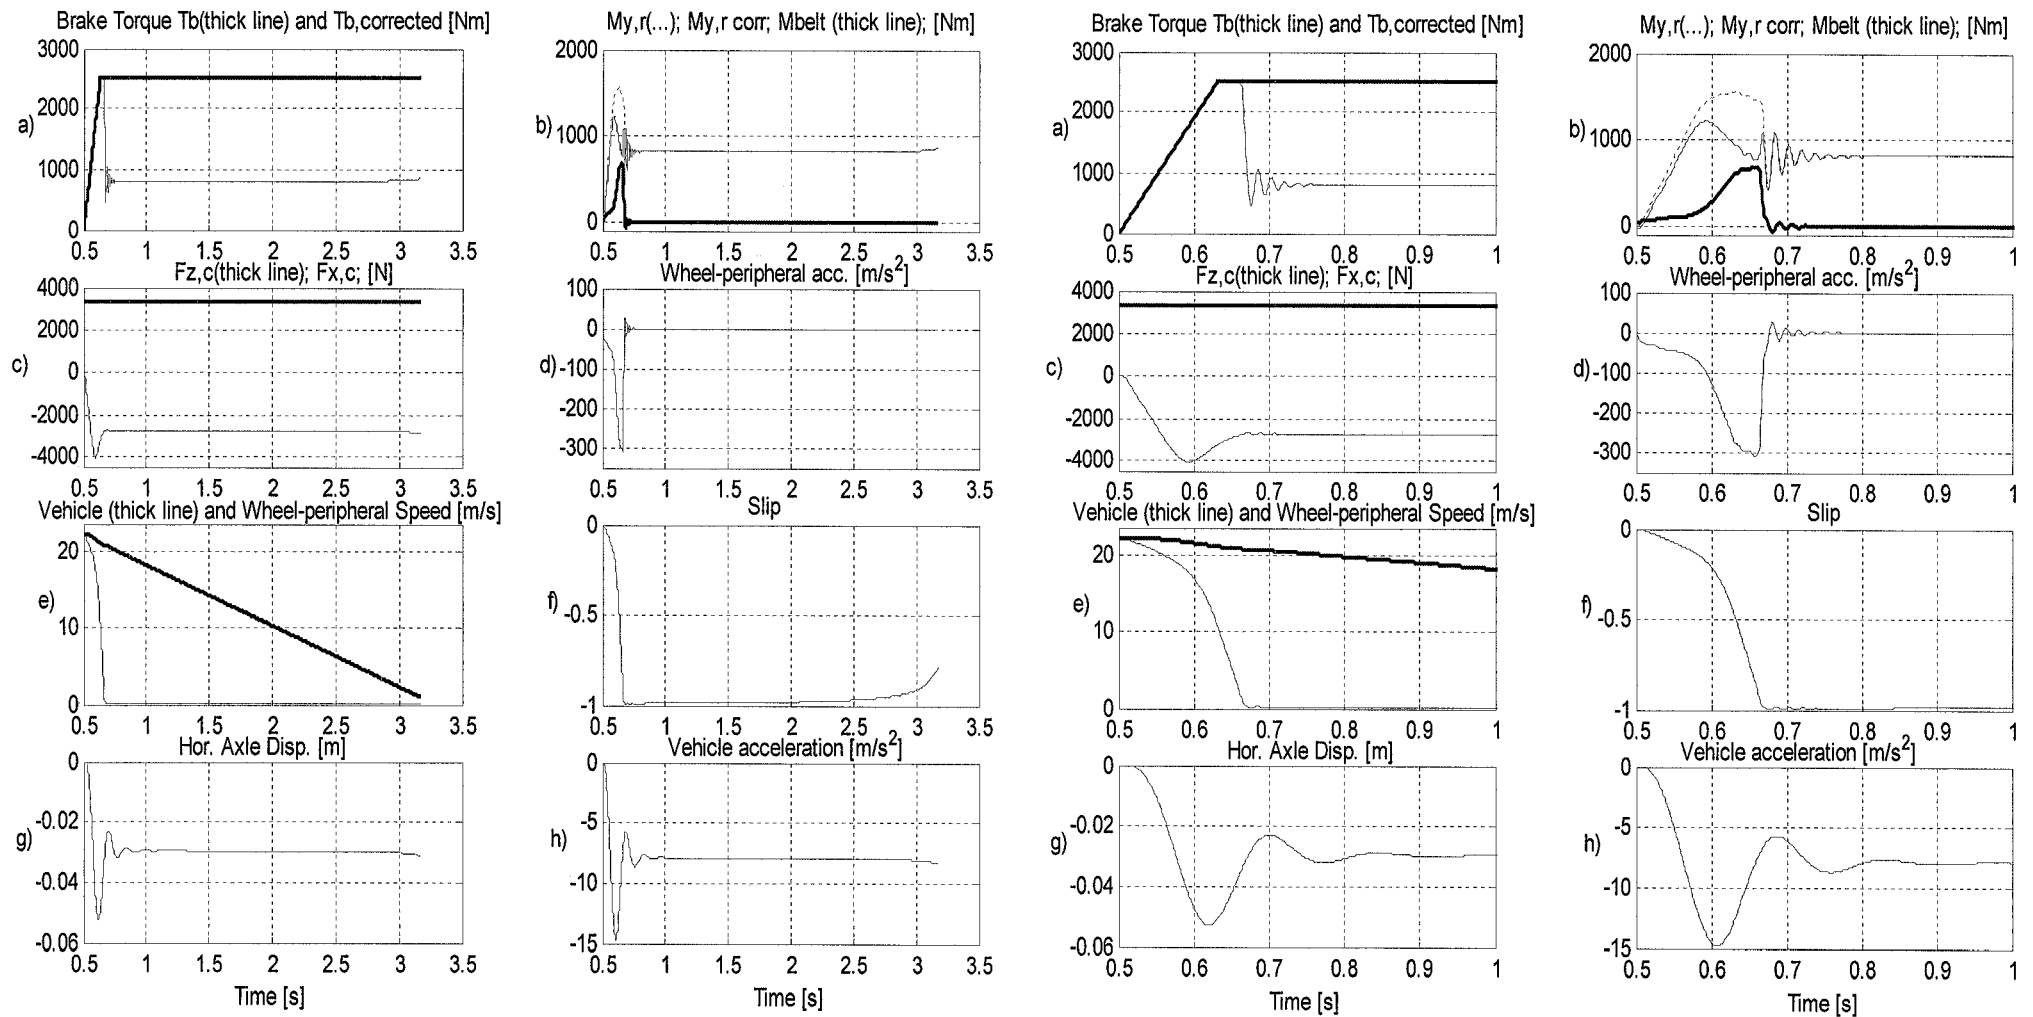 Brake Torque Tb(thick line) and Tb,corrected [Nm]
3000
2000
1000
0
a)
0.5 1 1.5 2 2.5 3 3.5
My,r(...); My,r corr; Mbelt (thick line); [Nm]
2000
1000
0
b)
0.5 1 1.5 2 2.5 3 3.5
Fz,c(thick line); Fx,c; [N]
4000
2000
0
-2000
-4000
c)
0.5 1 1.5 2 2.5 3 3.5
Wheel-peripheral acc. [m/s2]
100
0
-100
-200
-300
d)
0.5 1 1.5 2 2.5 3 3.5
Vehicle (thick line) and Wheel-peripheral Speed [m/s]
20
10
0
e)
0.5 1 1.5 2 2.5 3 3.5
Slip
0
-0.5
-1
f)
0.5 1 1.5 2 2.5 3 3.5
Hor. Axle Disp. [m]
0
-0.02
-0.04
-0.06
g)
0.5 1 1.5 2 2.5 3 3.5
Time [s]
Vehicle acceleration [m/s2]
0
-5
-10
-15
h)
0.5 1 1.5 2 2.5 3 3.5
Time [s]
Brake Torque Tb(thick line) and Tb,corrected [Nm]
3000
2000
1000
0
a)
0.5 0.6 0.7 0.8 0.9 1
My,r(...); My,r corr; Mbelt (thick line); [Nm]
2000
1000
0
b)
0.5 0.6 0.7 0.8 0.9 1
Fz,c(thick line); Fx,c; [N]
4000
2000
0
-2000
-4000
c)
0.5 0.6 0.7 0.8 0.9 1
Wheel-peripheral acc. [m/s2]
100
0
-100
-200
-300
d)
0.5 0.6 0.7 0.8 0.9 1
Vehicle (thick line) and Wheel-peripheral Speed [m/s]
20
10
0
e)
0.5 0.6 0.7 0.8 0.9 1
Slip
0
-0.5
-1
f)
0.5 0.6 0.7 0.8 0.9 1
Hor. Axle Disp. [m]
0
-0.02
-0.04
-0.06
g)
0.5 0.6 0.7 0.8 0.9 1
Time [s]
Vehicle acceleration [m/s2]
0
-5
-10
-15
h)
0.5 0.6 0.7 0.8 0.9 1
Time [s]